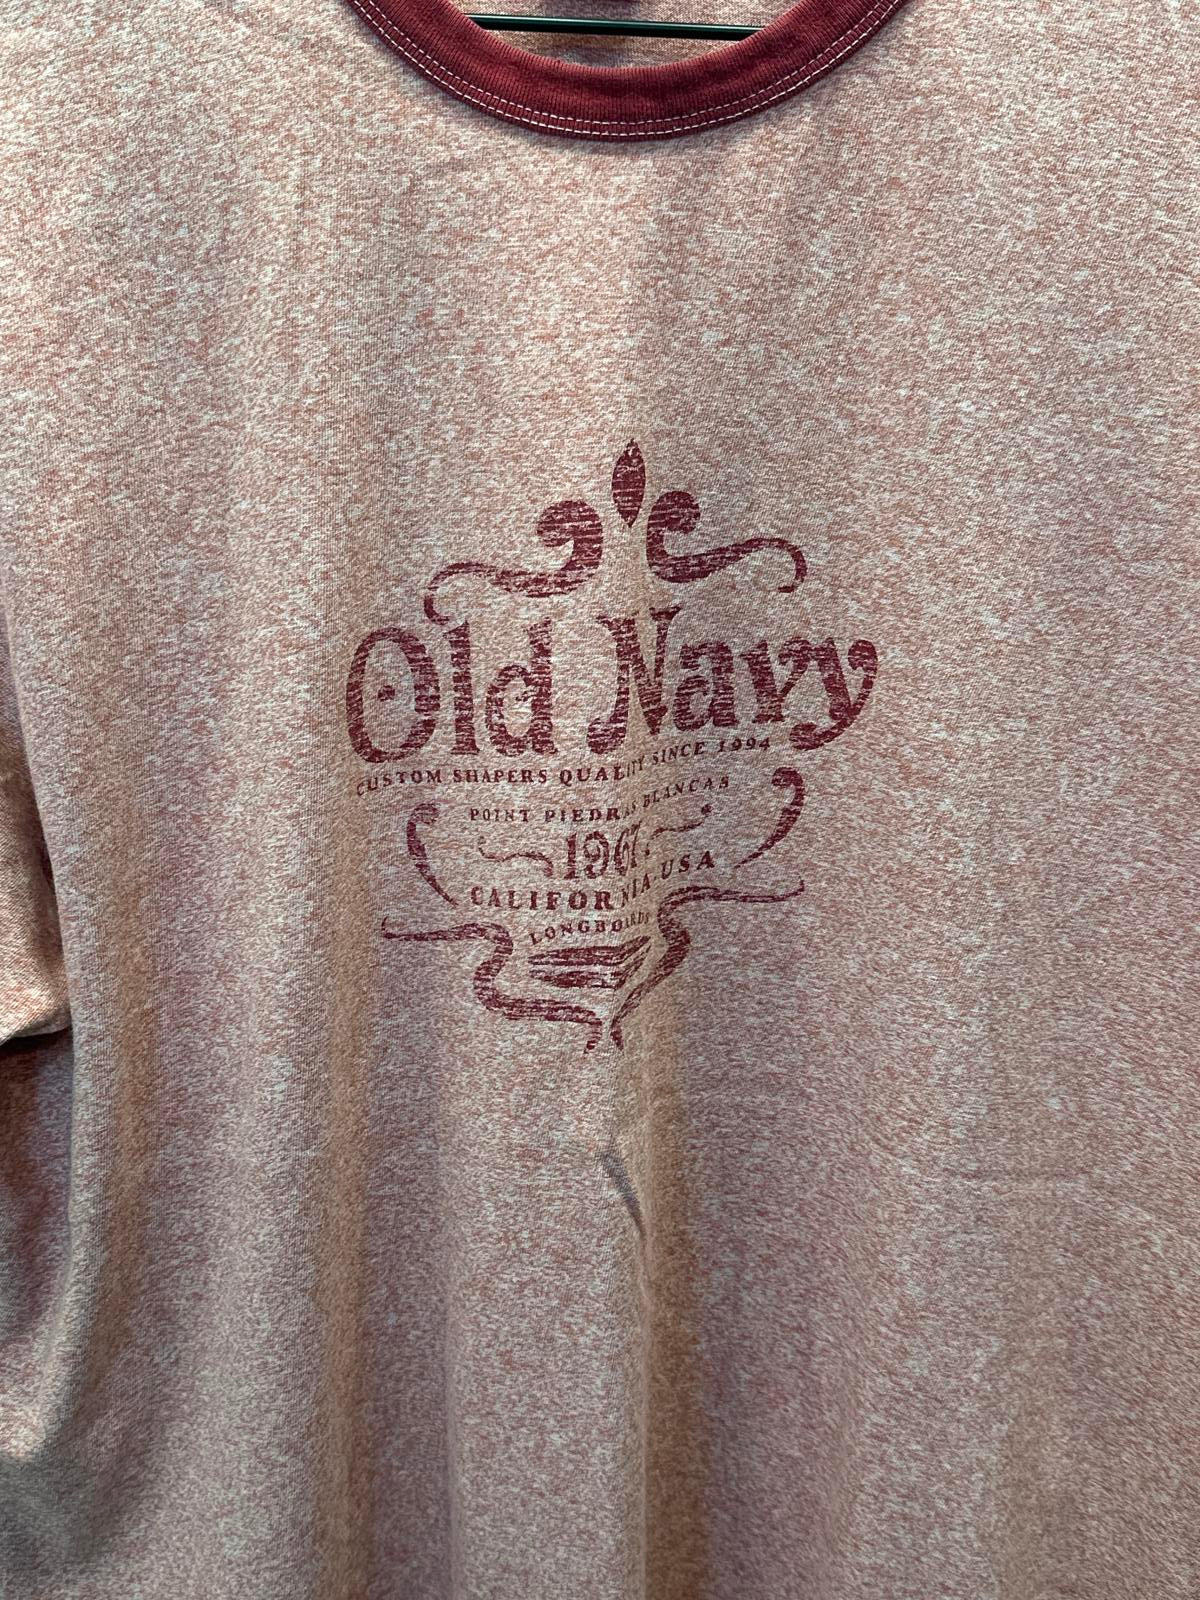 Old Navy
CUSTOM SHAPERS QUALITY SINCE 1994
POINT PIEDRAS BLANCAS
1967
CALIFORNIA USA
LONGBOARDS